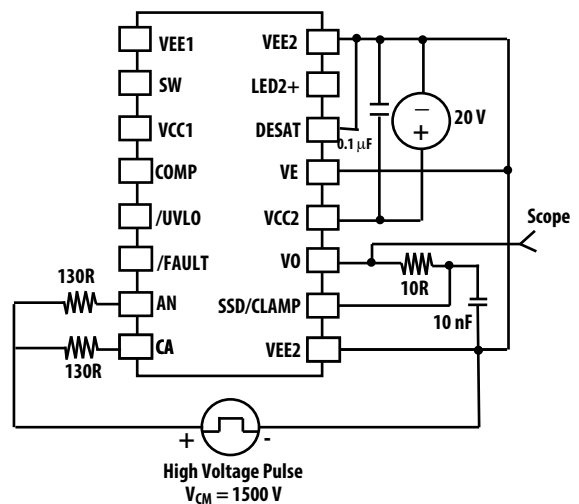 VEE1
VEE2
SW
LED2+
VCC1
DESAT
0.1 µF
−
+
20 V
COMP
VE
/UVLO
VCC2
Scope
/FAULT
VO
130R
10R
AN
SSD/CLAMP
10 nF
CA
130R
VEE2
+
-
High Voltage Pulse
VCM = 1500 V